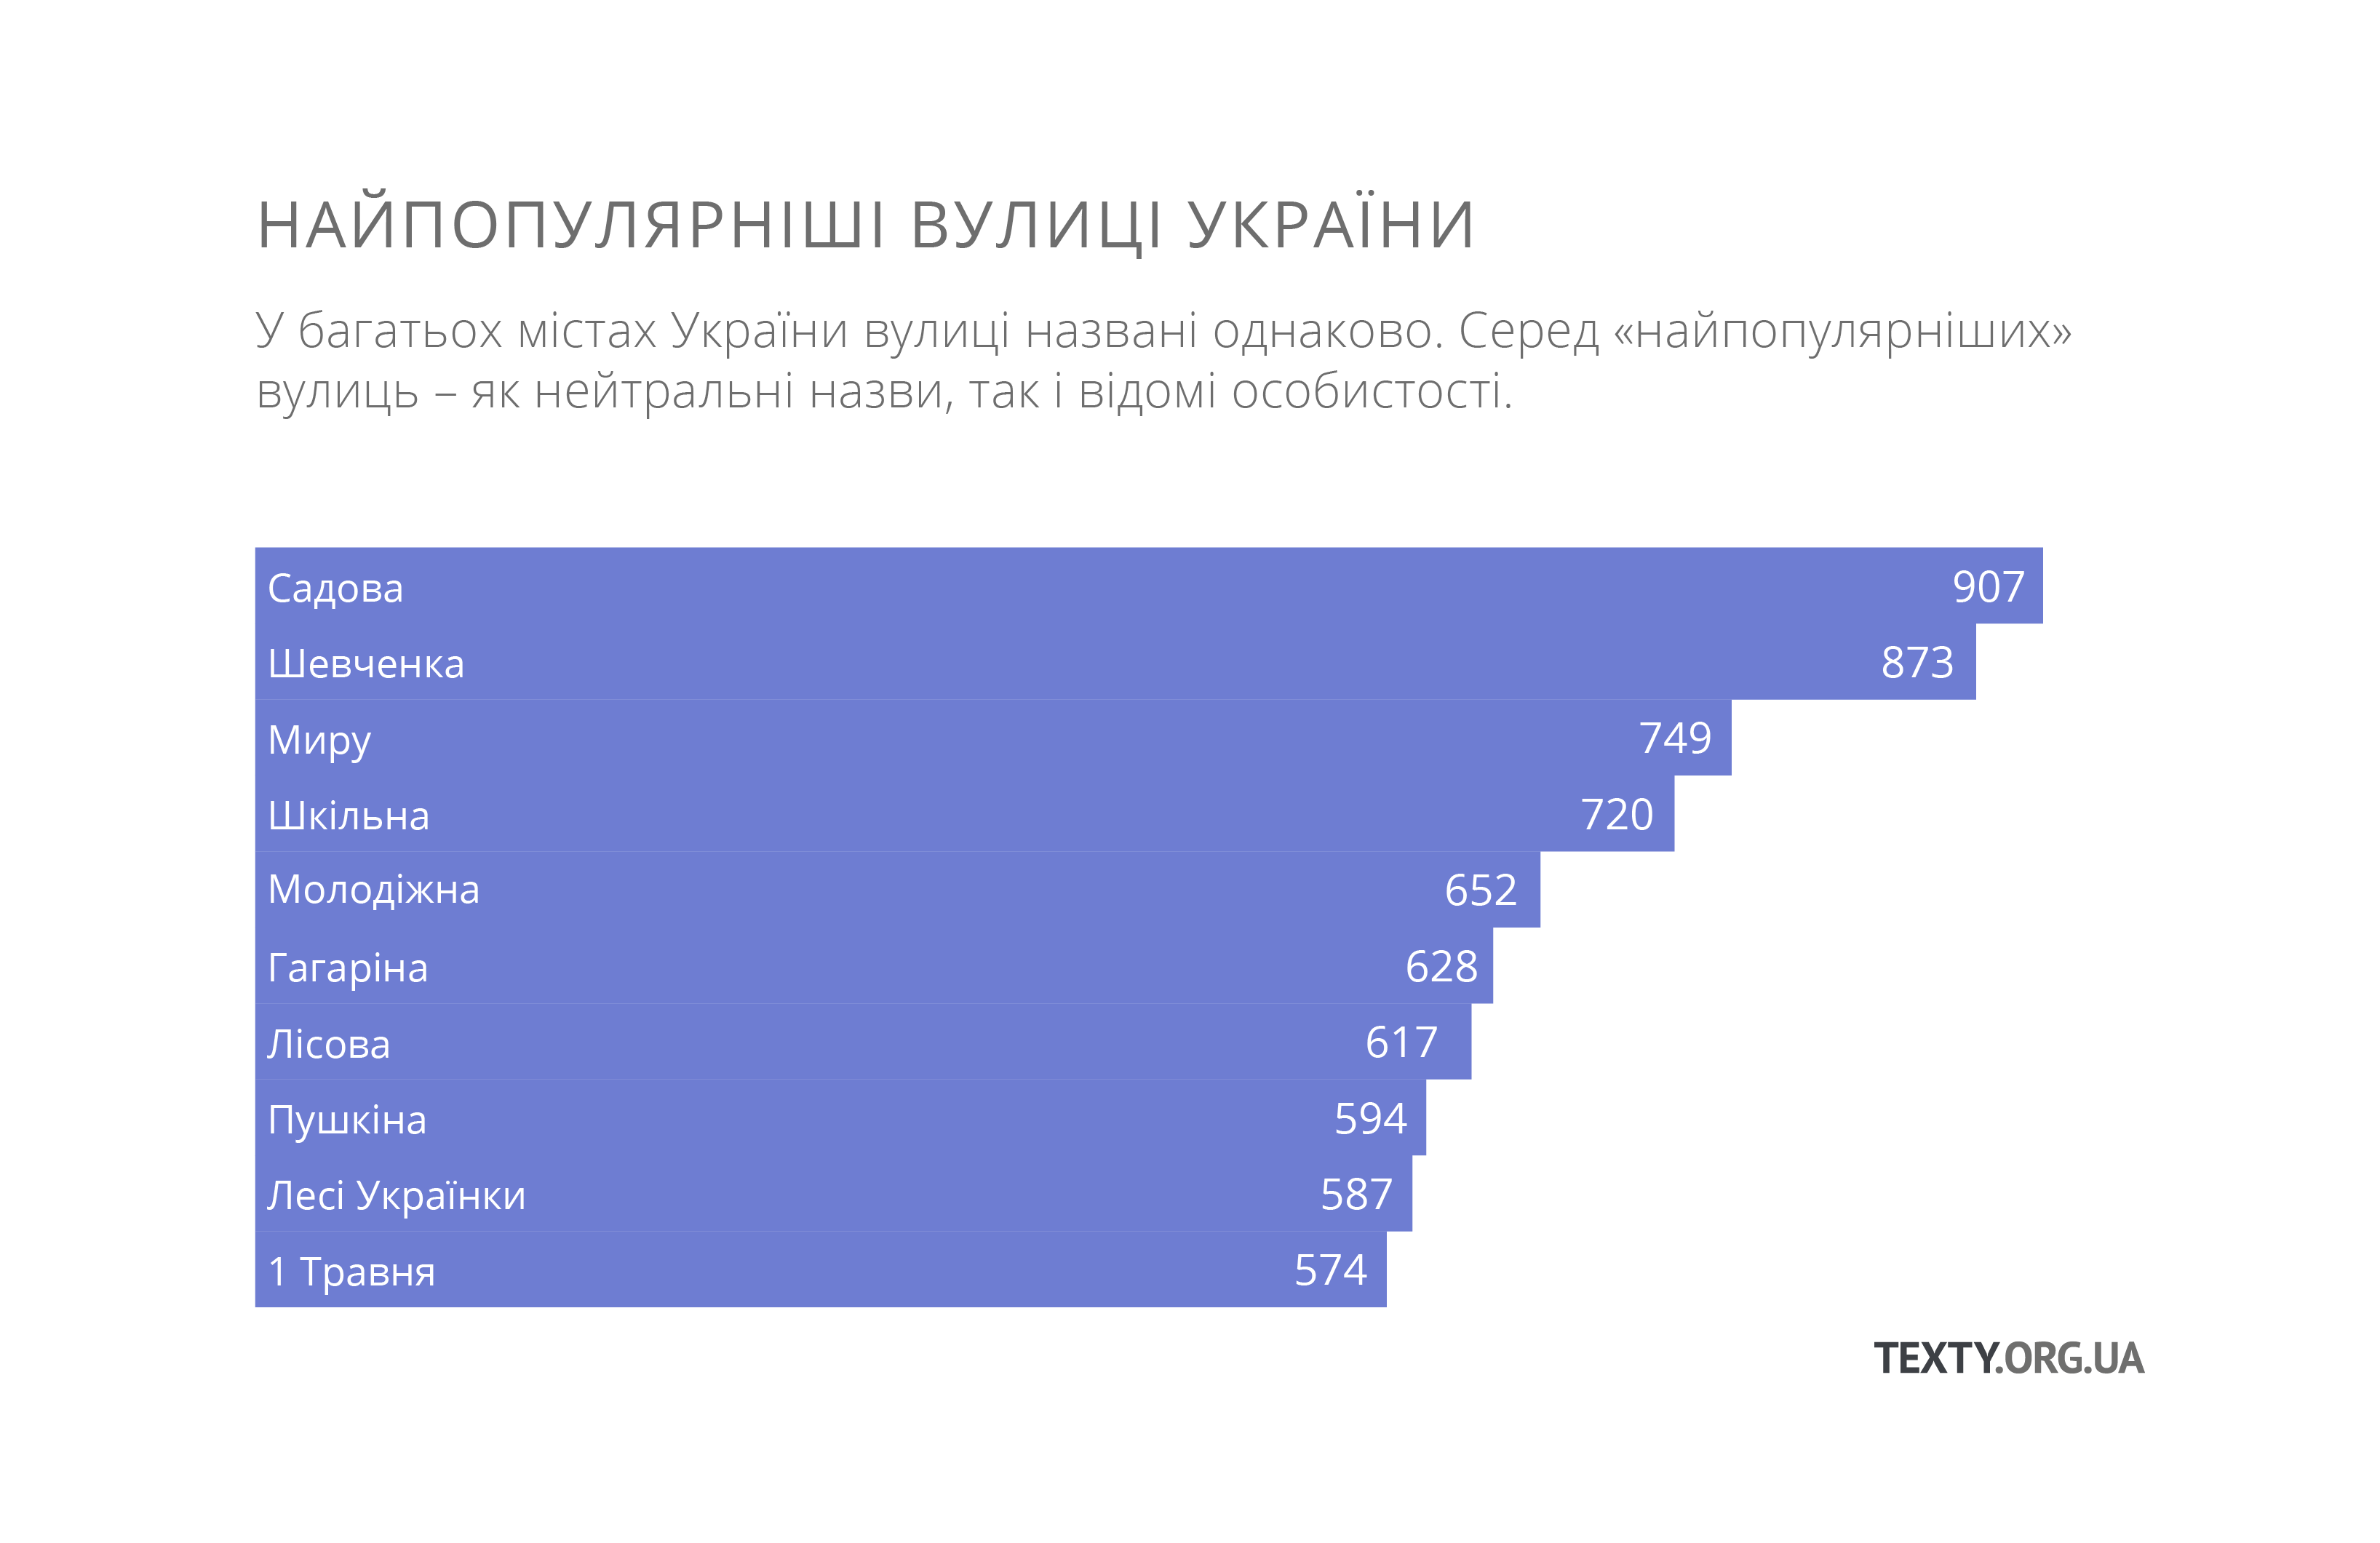 НАЙПОПУЛЯРНІШІ ВУЛИЦІ УКРАЇНИ
У багатьох містах України вулиці названі однаково. Серед «найпопулярніших»
вулиць – як нейтральні назви, так і відомі особистості.
Садова 907
Шевченка 873
Миру 749
Шкільна 720
Молодіжна 652
Гагаріна 628
Лісова 617
Пушкіна 594
Лесі Українки 587
1 Травня 574
TEXTY.ORG.UA